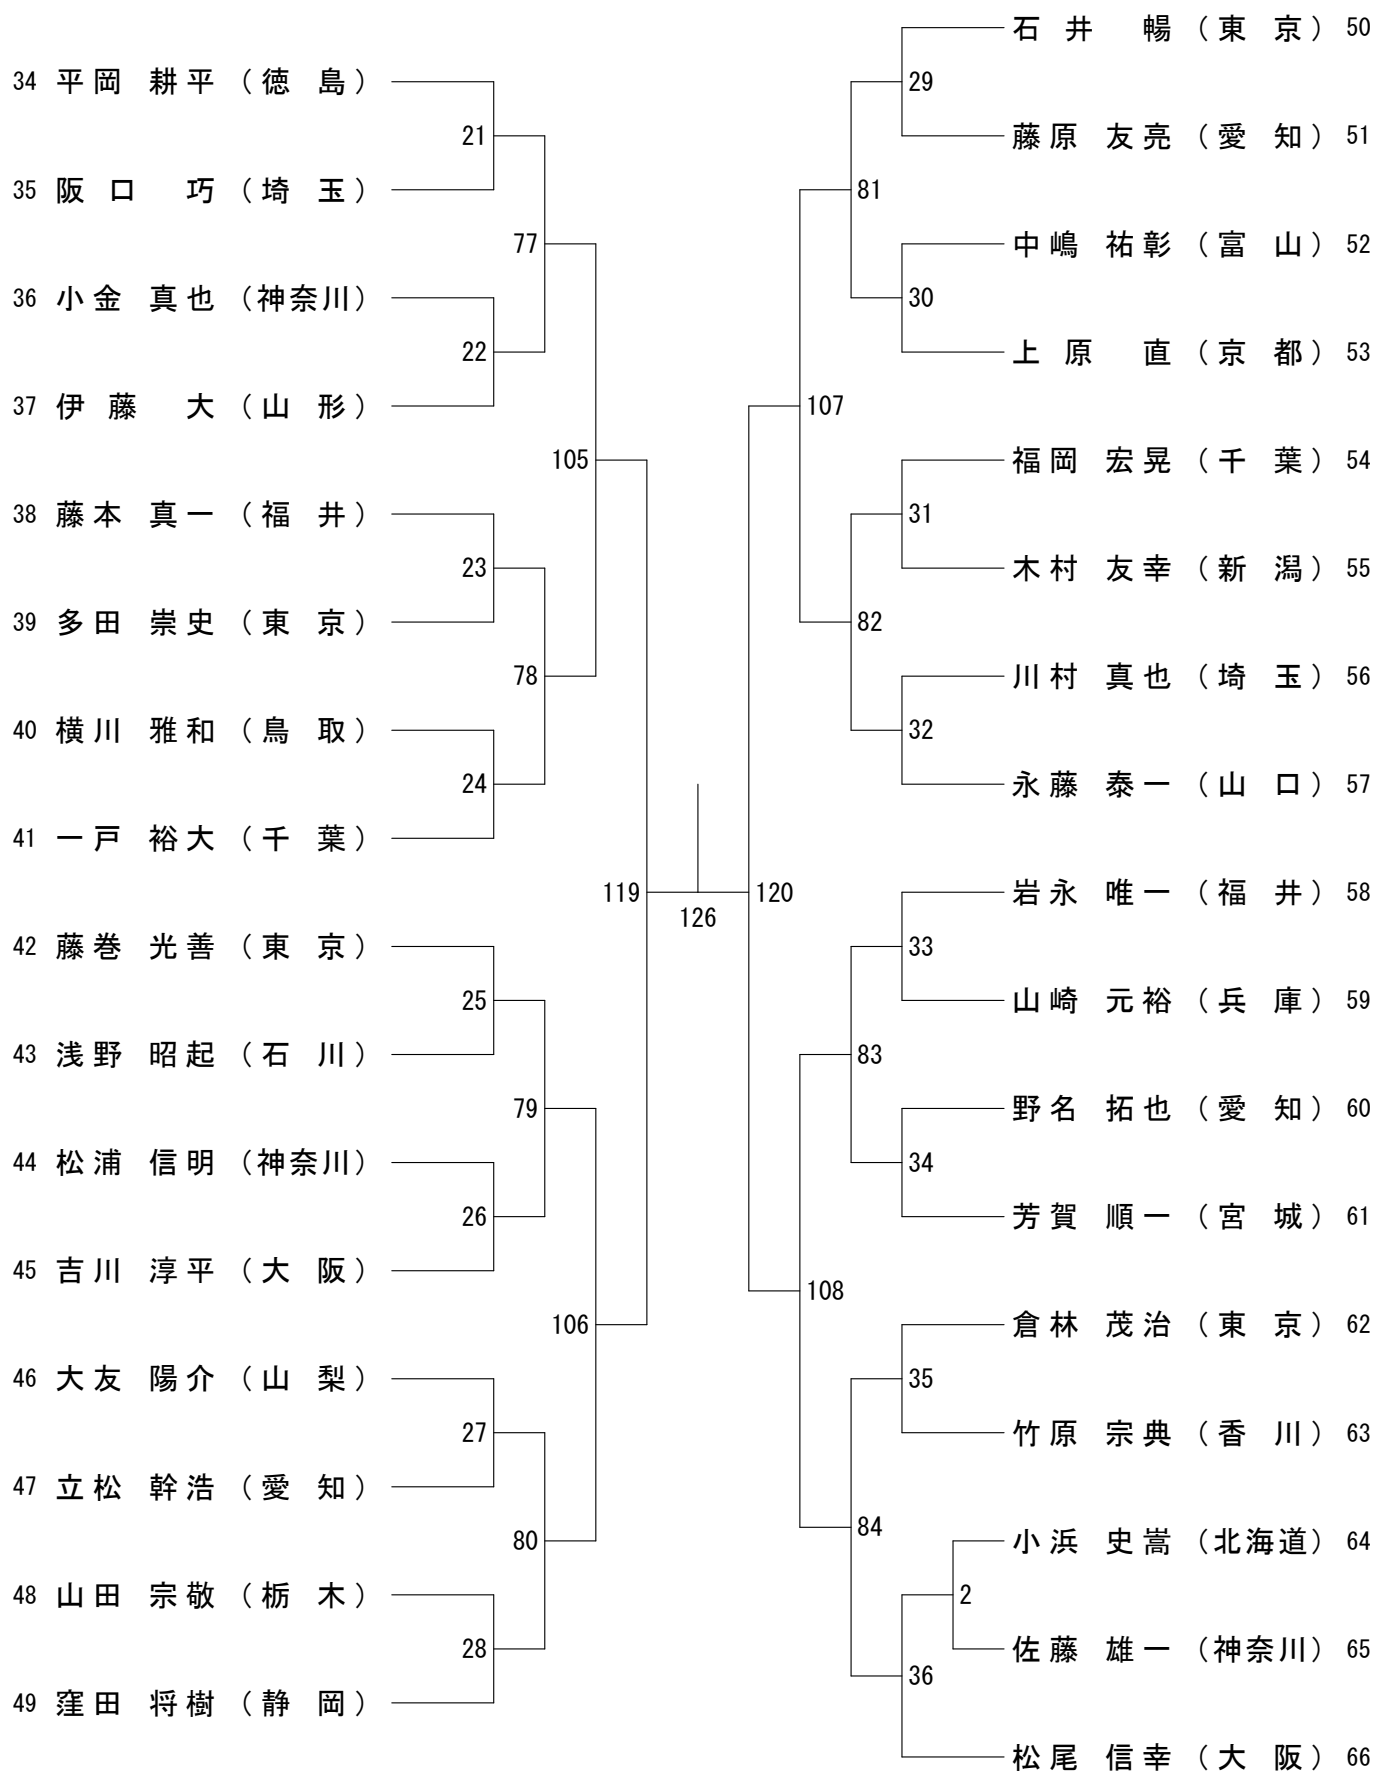 34 平岡 耕平 (徳 島)
21
35 阪口 巧 (埼 玉)
77
36 小金 真也 (神奈川)
22
37 伊藤 大 (山 形)
105
38 藤本 真一 (福 井)
23
39 多田 崇史 (東 京)
78
40 横川 雅和 (鳥 取)
24
41 一戸 裕大 (千 葉)
119
42 藤巻 光善 (東 京)
25
43 浅野 昭起 (石 川)
79
44 松浦 信明 (神奈川)
26
45 吉川 淳平 (大 阪)
106
46 大友 陽介 (山 梨)
27
47 立松 幹浩 (愛 知)
80
48 山田 宗敬 (栃 木)
28
49 窪田 将樹 (静 岡)
126
石井 暢 (東 京) 50
29
藤原 友亮 (愛 知) 51
81
中嶋 祐彰 (富 山) 52
30
上原 直 (京 都) 53
107
福岡 宏晃 (千 葉) 54
31
木村 友幸 (新 潟) 55
82
川村 真也 (埼 玉) 56
32
永藤 泰一 (山 口) 57
120
岩永 唯一 (福 井) 58
33
山崎 元裕 (兵 庫) 59
83
野名 拓也 (愛 知) 60
34
芳賀 順一 (宮 城) 61
108
倉林 茂治 (東 京) 62
35
竹原 宗典 (香 川) 63
84
小浜 史嵩 (北海道) 64
2
佐藤 雄一 (神奈川) 65
36
松尾 信幸 (大 阪) 66